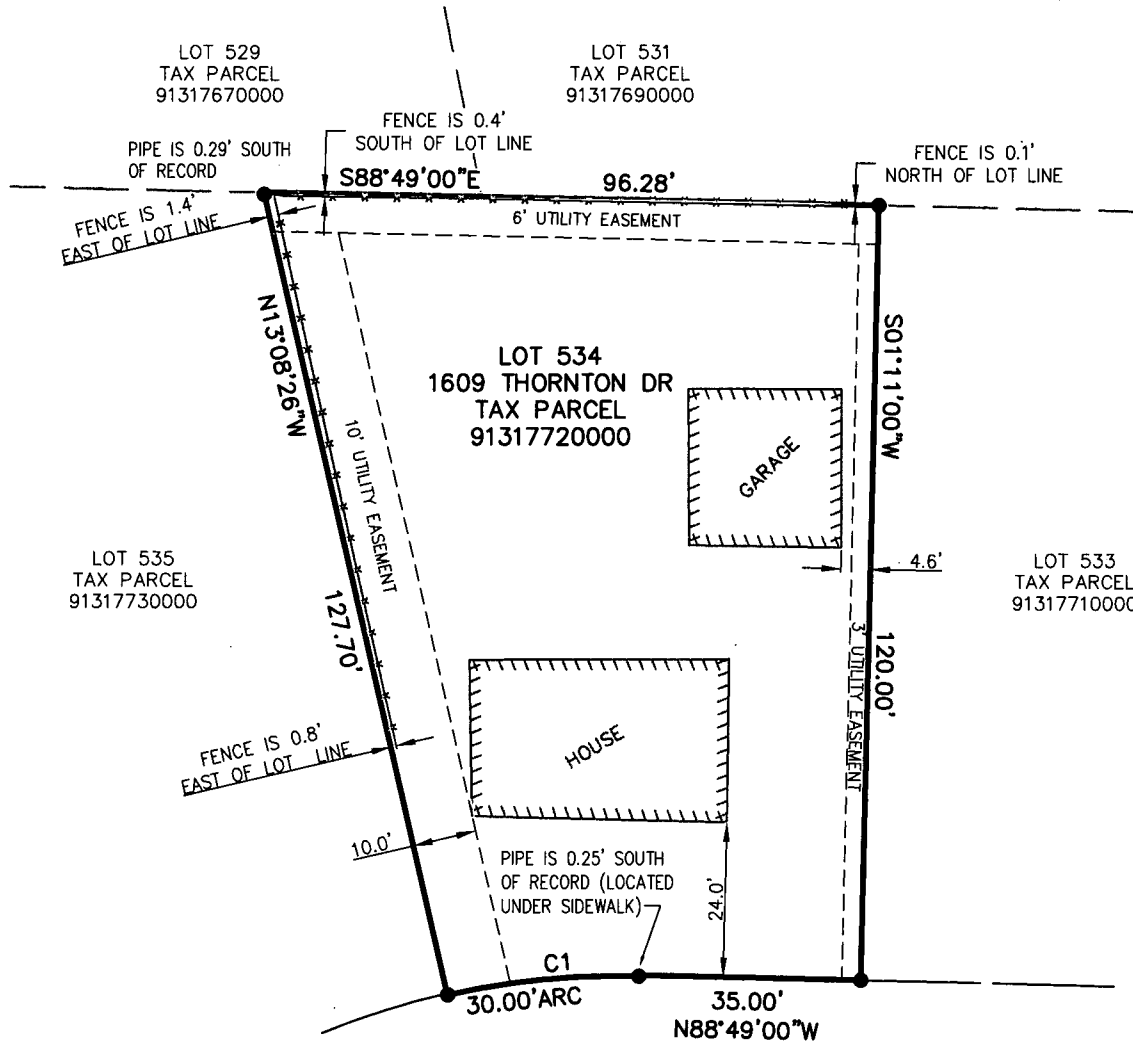 LOT 529
TAX PARCEL
91317670000
LOT 531
TAX PARCEL
91317690000
FENCE IS 0.4'
SOUTH OF LOT LINE
PIPE IS 0.29' SOUTH
OF RECORD
FENCE IS 0.1'
NORTH OF LOT LINE
S88°49'00"E
96.28'
6' UTILITY EASEMENT
FENCE IS 1.4'
EAST OF LOT LINE
N13°08'26"W
127.70'
10' UTILITY EASEMENT
LOT 534
1609 THORNTON DR
TAX PARCEL
91317720000
GARAGE
S01°11'00"W
120.00'
4.6'
3' UTILITY EASEMENT
LOT 535
TAX PARCEL
91317730000
LOT 533
TAX PARCEL
91317710000
HOUSE
FENCE IS 0.8'
EAST OF LOT LINE
10.0'
PIPE IS 0.25' SOUTH
OF RECORD (LOCATED
UNDER SIDEWALK)
24.0'
C1
30.00'ARC
35.00'
N88°49'00"W